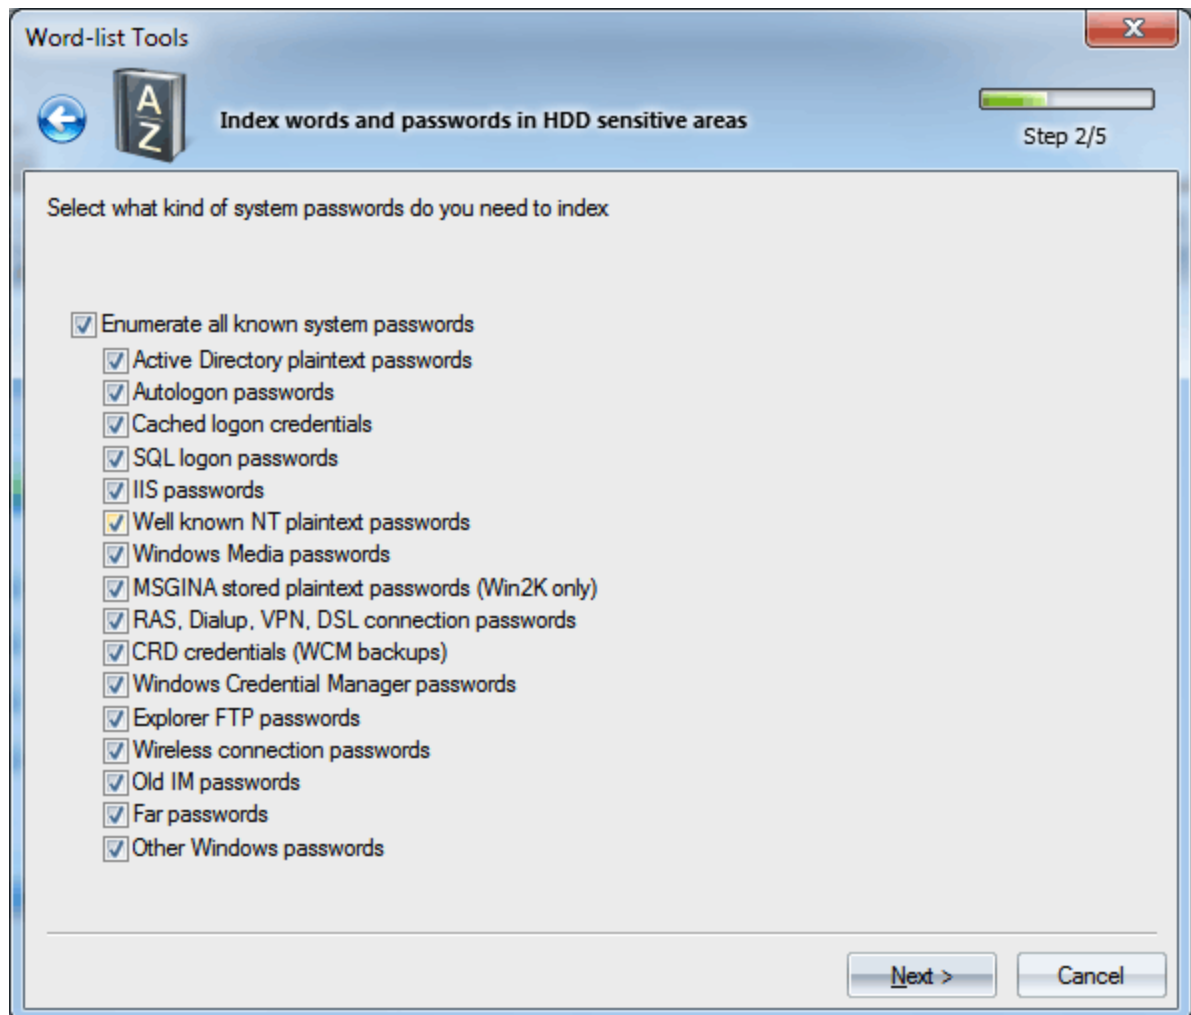 Word-list Tools
A
Z
Index words and passwords in HDD sensitive areas
Step 2/5
Select what kind of system passwords do you need to index
Enumerate all known system passwords
Active Directory plaintext passwords
Autologon passwords
Cached logon credentials
SQL logon passwords
IIS passwords
Well known NT plaintext passwords
Windows Media passwords
MSGINA stored plaintext passwords (Win2K only)
RAS, Dialup, VPN, DSL connection passwords
CRD credentials (WCM backups)
Windows Credential Manager passwords
Explorer FTP passwords
Wireless connection passwords
Old IM passwords
Far passwords
Other Windows passwords
Next > Cancel